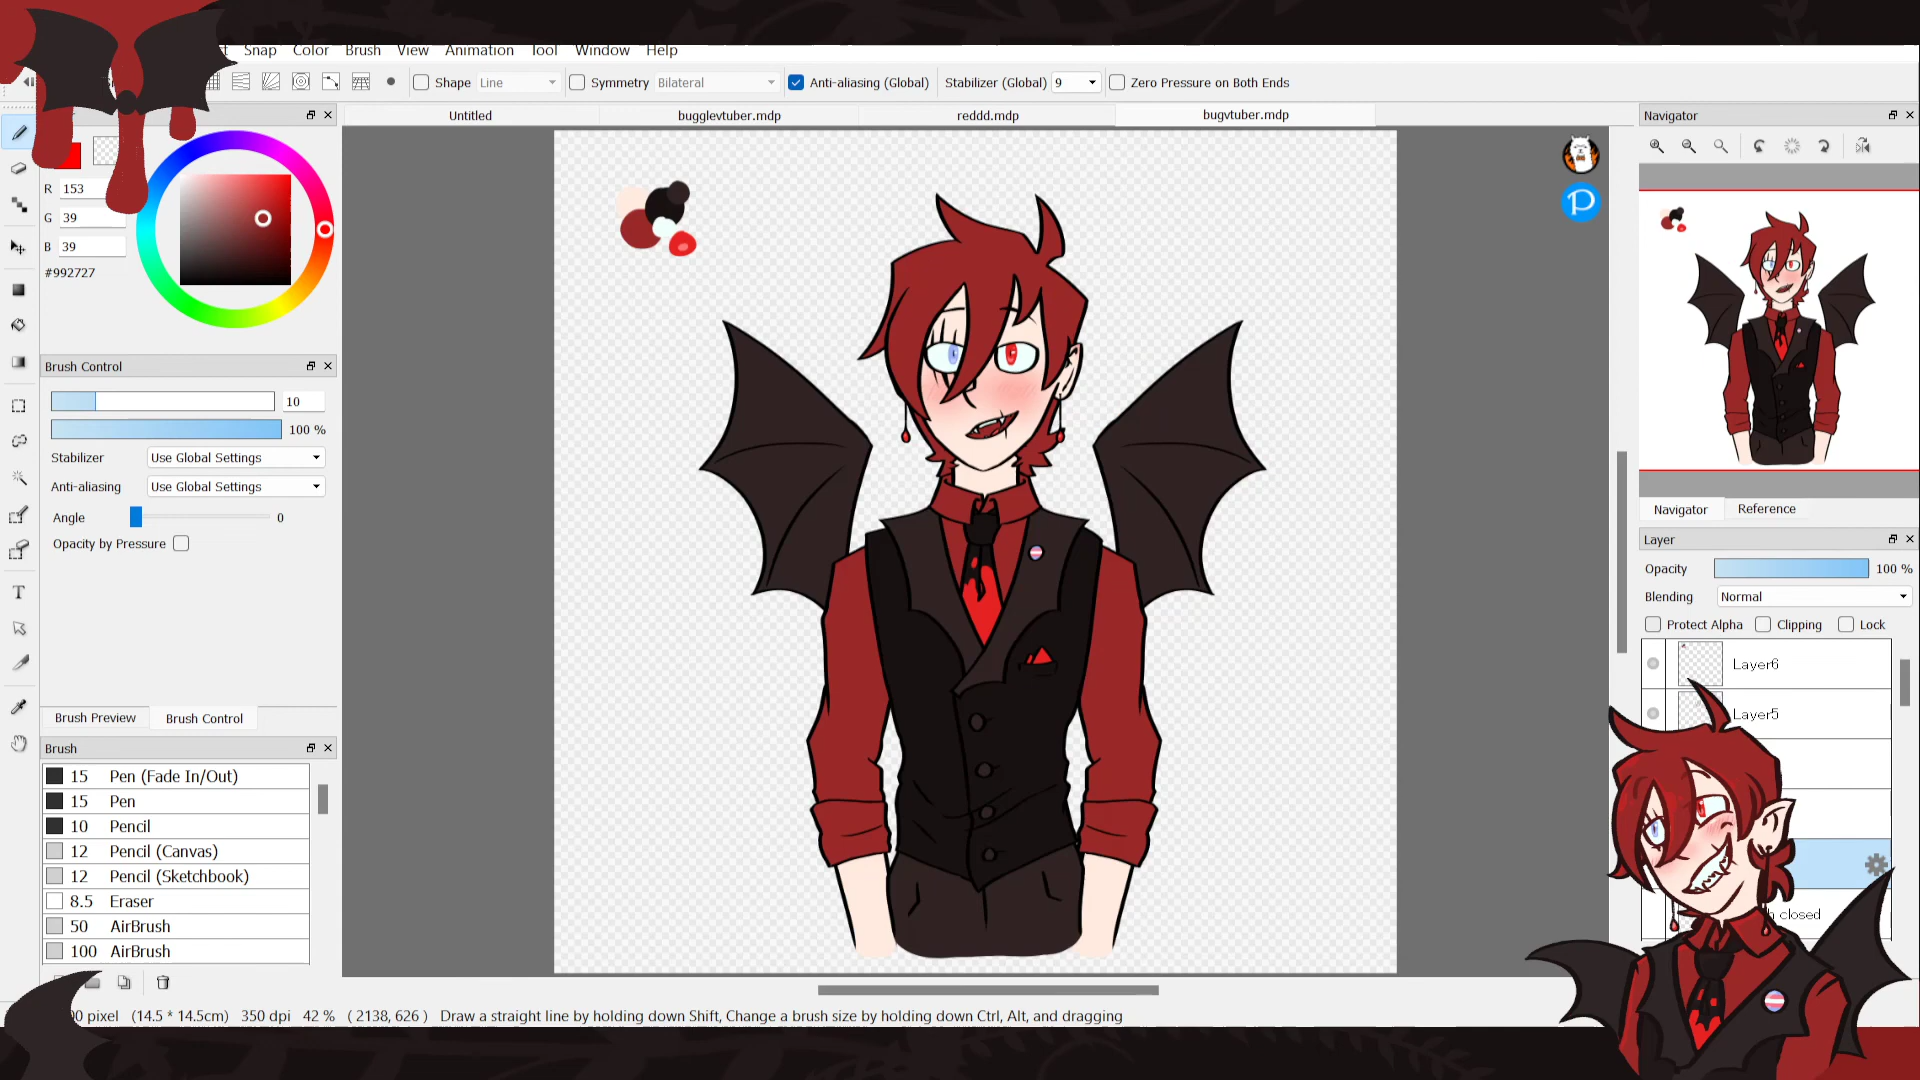 Snap Color Brush View Animation Tool Window Help
Shape Line Symmetry Bilateral Anti-aliasing (Global) Stabilizer (Global) 9 Zero Pressure on Both Ends
Untitled bugglevtuber.mdp reddd.mdp bugvtuber.mdp
R 153
G 39
B 39
#992727
Brush Control
10
100 %
Stabilizer Use Global Settings
Anti-aliasing Use Global Settings
Angle 0
Opacity by Pressure
Brush Preview Brush Control
Brush
15 Pen (Fade In/Out)
15 Pen
10 Pencil
12 Pencil (Canvas)
12 Pencil (Sketchbook)
8.5 Eraser
50 AirBrush
100 AirBrush
pixel (14.5 * 14.5cm) 350 dpi 42 % ( 2138, 626 ) Draw a straight line by holding down Shift, Change a brush size by holding down Ctrl, Alt, and dragging
Navigator
Navigator Reference
Layer
Opacity 100 %
Blending Normal
Protect Alpha Clipping Lock
Layer6
Layer5
closed